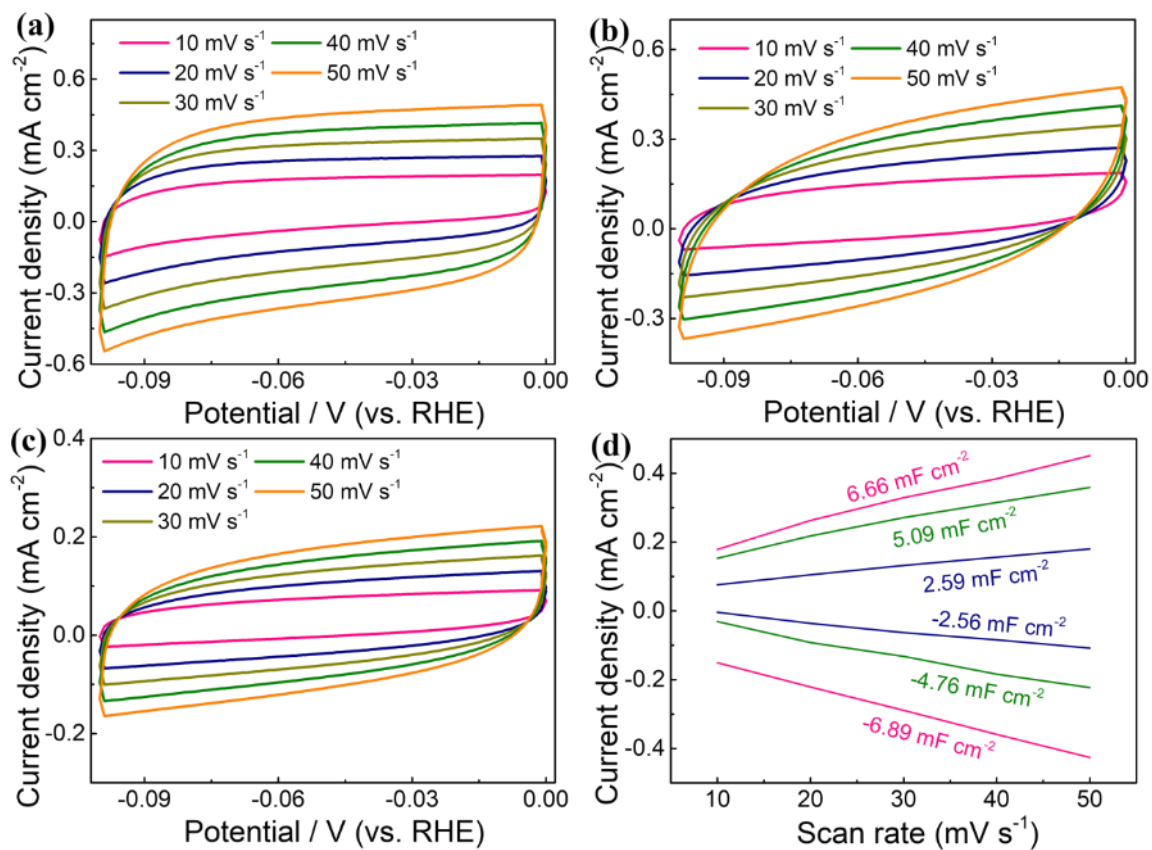 (a)
10 mV s⁻¹
40 mV s⁻¹
20 mV s⁻¹
50 mV s⁻¹
30 mV s⁻¹
0.6
0.3
0.0
-0.3
-0.6
-0.09
-0.06
-0.03
0.00
Current density (mA cm⁻²)
Potential / V (vs. RHE)
(b)
10 mV s⁻¹
40 mV s⁻¹
20 mV s⁻¹
50 mV s⁻¹
30 mV s⁻¹
0.6
0.3
0.0
-0.3
-0.09
-0.06
-0.03
0.00
Current density (mA cm⁻²)
Potential / V (vs. RHE)
(c)
10 mV s⁻¹
40 mV s⁻¹
20 mV s⁻¹
50 mV s⁻¹
30 mV s⁻¹
0.4
0.2
0.0
-0.2
-0.09
-0.06
-0.03
0.00
Current density (mA cm⁻²)
Potential / V (vs. RHE)
(d)
6.66 mF cm⁻²
5.09 mF cm⁻²
2.59 mF cm⁻²
-2.56 mF cm⁻²
-4.76 mF cm⁻²
-6.89 mF cm⁻²
0.4
0.2
0.0
-0.2
-0.4
10
20
30
40
50
Current density (mA cm⁻²)
Scan rate (mV s⁻¹)